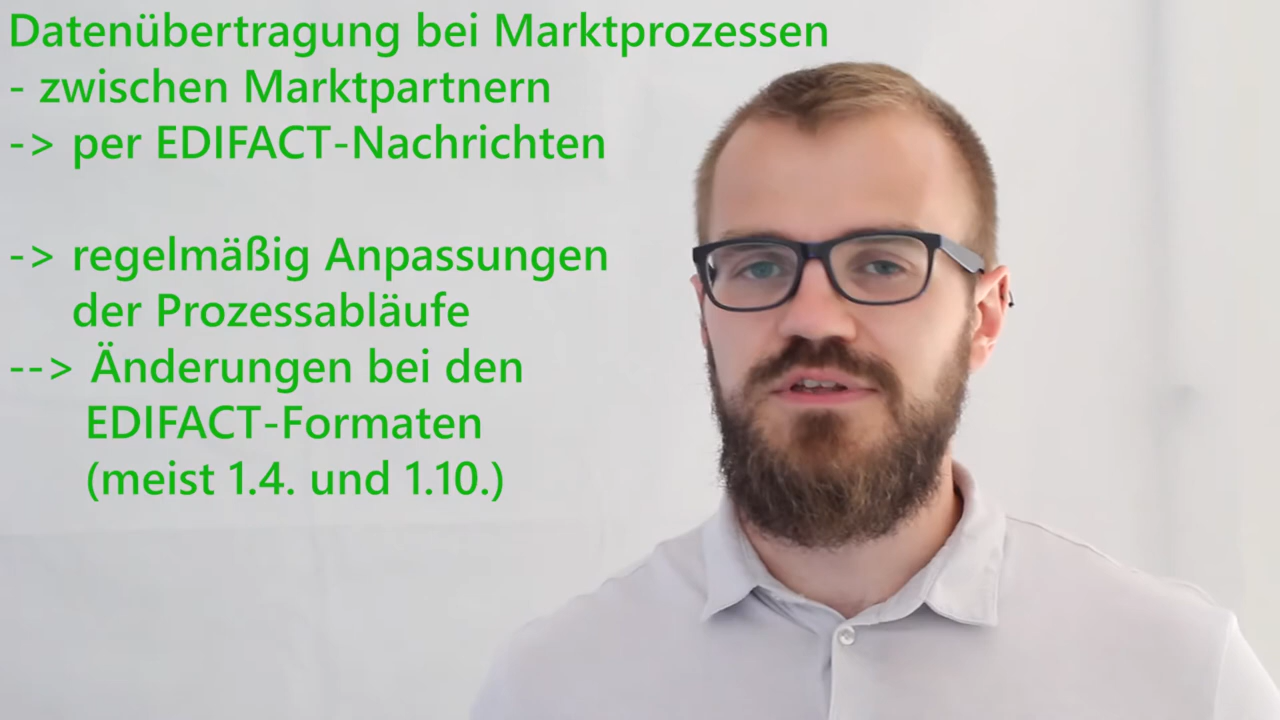 Datenübertragung bei Marktprozessen
- zwischen Marktpartnern
-> per EDIFACT-Nachrichten
-> regelmäßig Anpassungen
der Prozessabläufe
--> Änderungen bei den
EDIFACT-Formaten
(meist 1.4. und 1.10.)